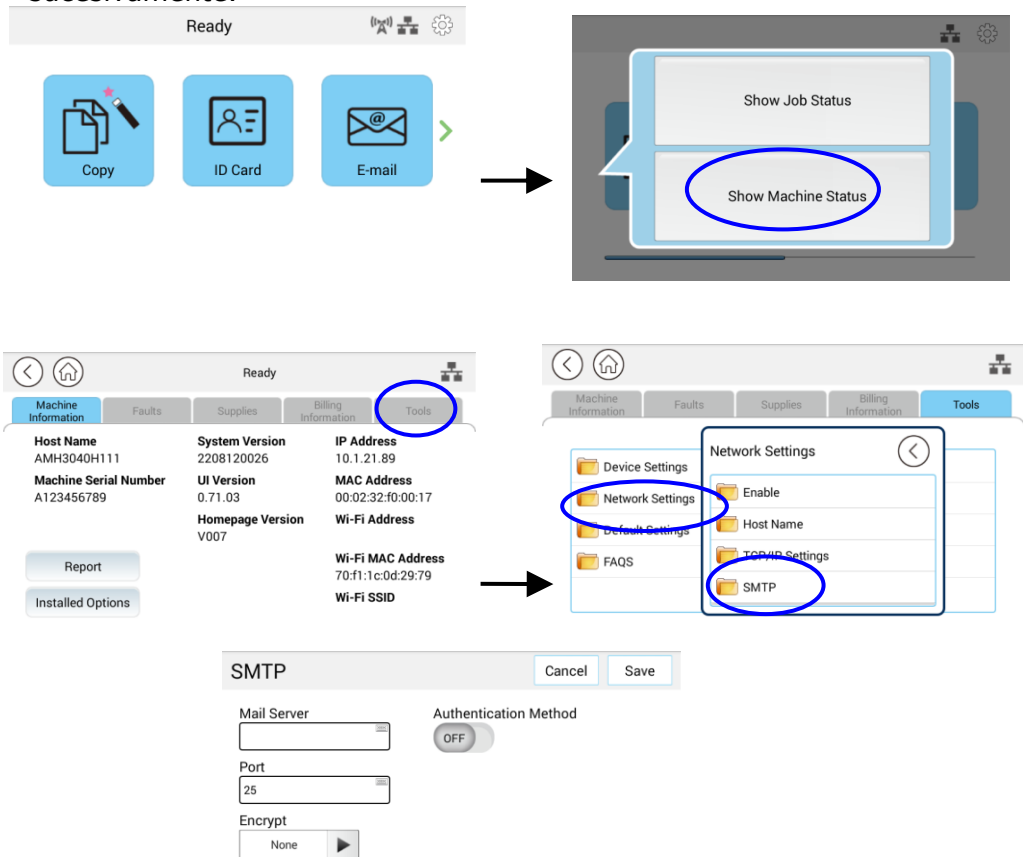 Ready
Copy
ID Card
E-mail
Show Job Status
Show Machine Status
Ready
Machine
Information
Faults
Supplies
Billing
Information
Tools
Host Name
AMH3040H111
Machine Serial Number
A123456789
System Version
2208120026
UI Version
0.71.03
Homepage Version
V007
IP Address
10.1.21.89
MAC Address
00:02:32:f0:00:17
Wi-Fi Address
Wi-Fi MAC Address
70:f1:1c:0d:29:79
Wi-Fi SSID
Report
Installed Options
Machine
Information
Faults
Supplies
Billing
Information
Tools
Device Settings
Network Settings
Default Settings
FAQS
Network Settings
Enable
Host Name
TCP/IP Settings
SMTP
SMTP
Cancel
Save
Mail Server
Authentication Method
OFF
Port
25
Encrypt
None